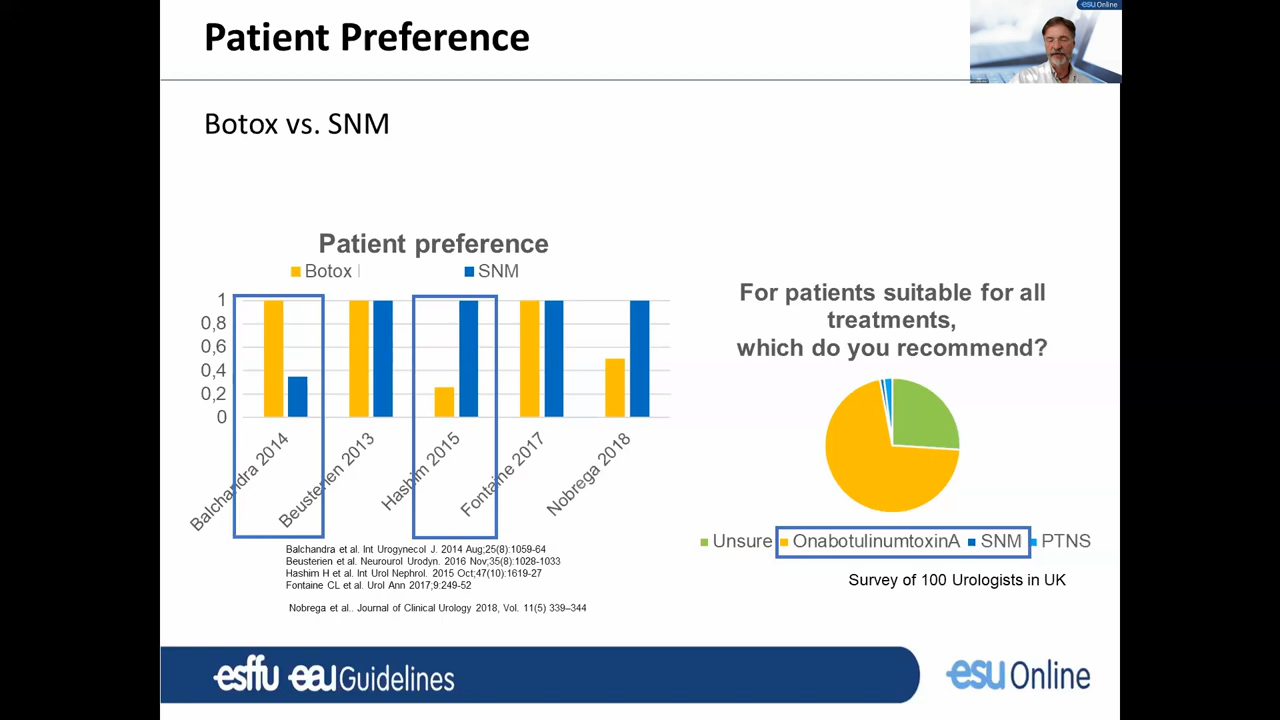 Patient Preference
esu Online
Botox vs. SNM
Patient preference
Botox
SNM
1
0,8
0,6
0,4
0,2
0
Balchandra 2014
Beusterien 2013
Hashim 2015
Fontaine 2017
Nobrega 2018
Balchandra et al. Int Urogynecol J. 2014 Aug;25(8):1059-64
Beusterien et al. Neurourol Urodyn. 2016 Nov;35(8):1028-1033
Hashim H et al. Int Urol Nephrol. 2015 Oct;47(10):1619-27
Fontaine CL et al. Urol Ann 2017;9:249-52
Nobrega et al.. Journal of Clinical Urology 2018, Vol. 11(5) 339–344
For patients suitable for all
treatments,
which do you recommend?
Unsure OnabotulinumtoxinA SNM PTNS
Survey of 100 Urologists in UK
esffu eau Guidelines
esu Online